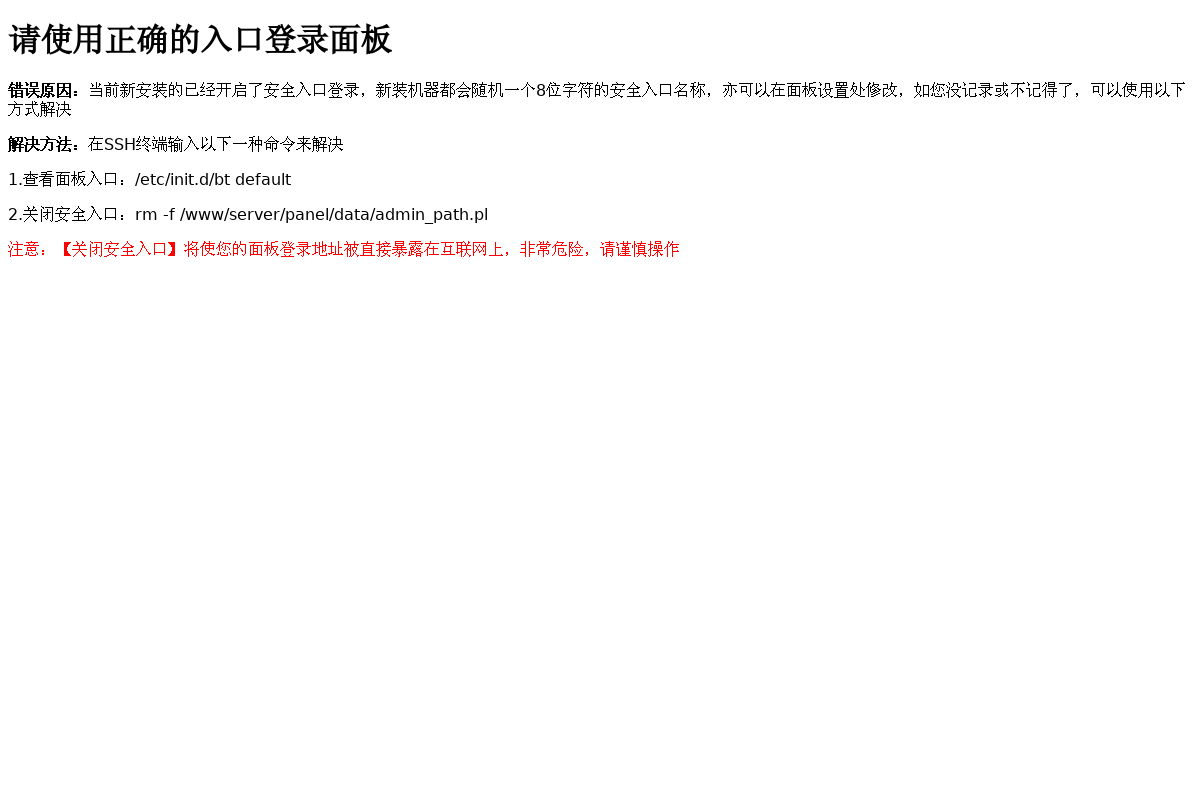 请使用正确的入口登录面板
错误原因：当前新安装的已经开启了安全入口登录，新装机器都会随机一个8位字符的安全入口名称，亦可以在面板设置处修改，如您没记录或不记得了，可以使用以下
方式解决
解决方法：在SSH终端输入以下一种命令来解决
1.查看面板入口：/etc/init.d/bt default
2.关闭安全入口：rm -f /www/server/panel/data/admin_path.pl
注意：【关闭安全入口】将使您的面板登录地址被直接暴露在互联网上，非常危险，请谨慎操作